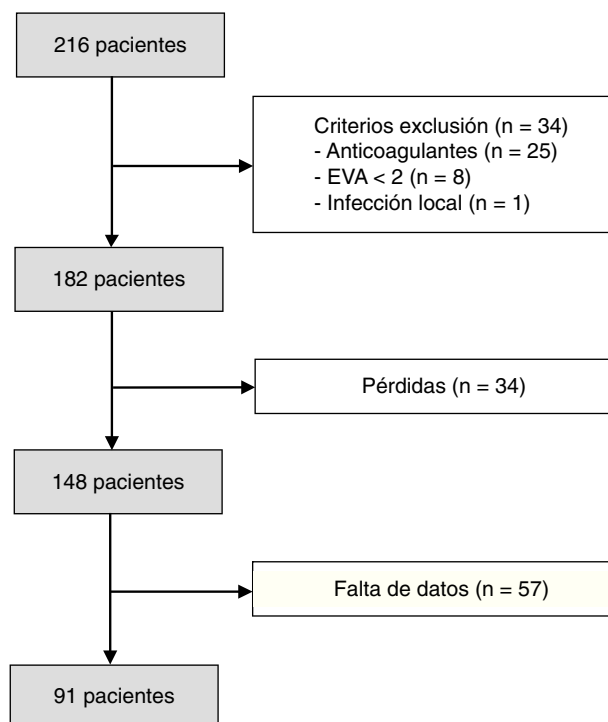 216 pacientes
Criterios exclusión (n = 34)
- Anticoagulantes (n = 25)
- EVA < 2 (n = 8)
- Infección local (n = 1)
182 pacientes
Pérdidas (n = 34)
148 pacientes
Falta de datos (n = 57)
91 pacientes